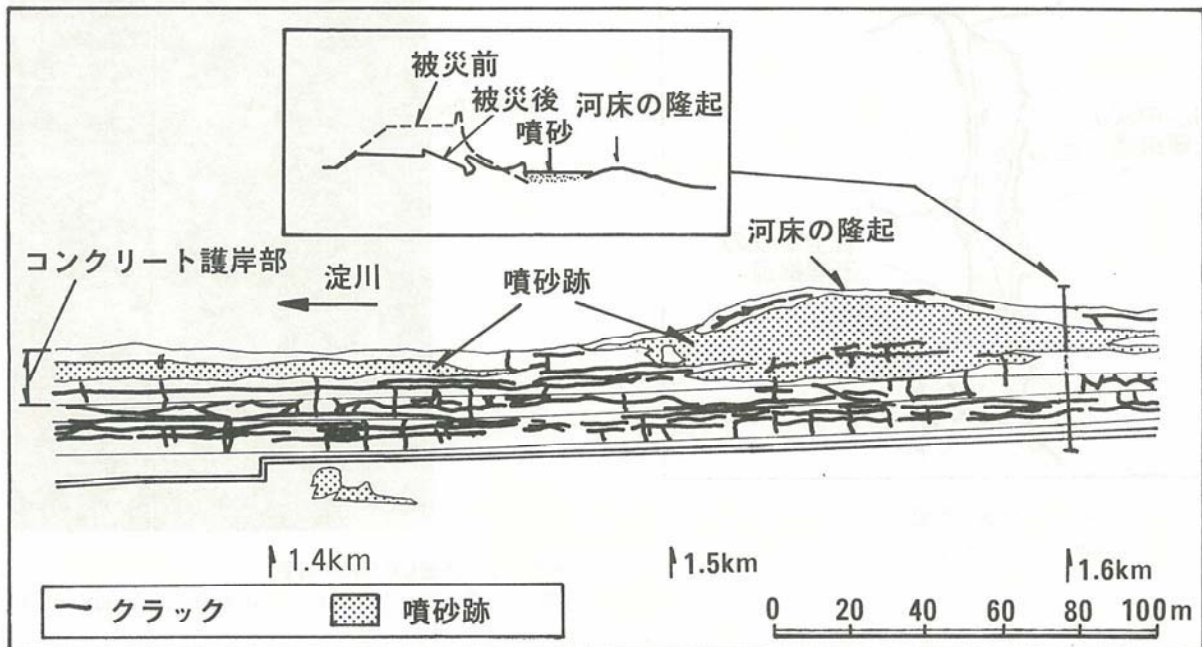 被災前
被災後
噴砂
河床の隆起
河床の隆起
コンクリート護岸部
淀川
噴砂跡
1.4km
1.5km
1.6km
クラック
噴砂跡
0 20 40 60 80 100m